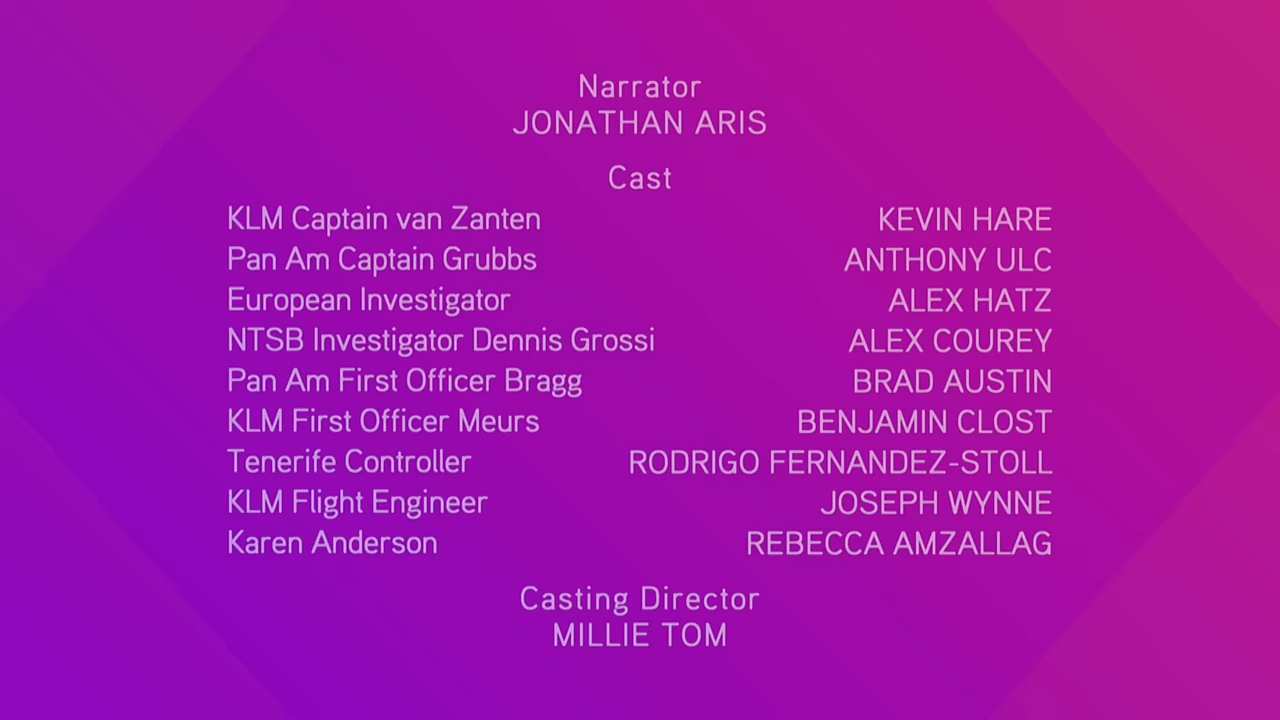 Narrator
JONATHAN ARIS
Cast
KLM Captain van Zanten KEVIN HARE
Pan Am Captain Grubbs ANTHONY ULC
European Investigator ALEX HATZ
NTSB Investigator Dennis Grossi ALEX COUREY
Pan Am First Officer Bragg BRAD AUSTIN
KLM First Officer Meurs BENJAMIN CLOST
Tenerife Controller RODRIGO FERNANDEZ-STOLL
KLM Flight Engineer JOSEPH WYNNE
Karen Anderson REBECCA AMZALLAG
Casting Director
MILLIE TOM